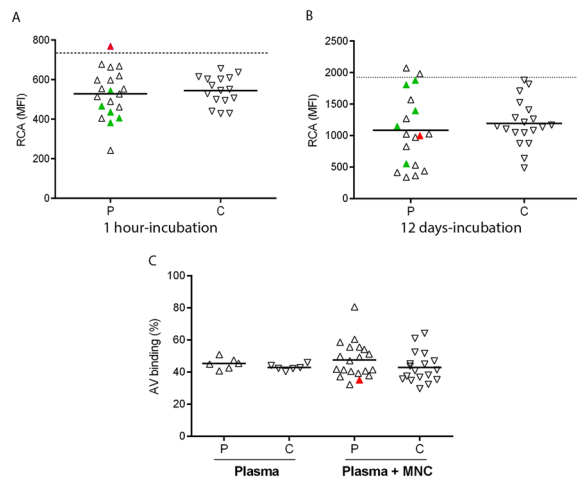 A
800
600
400
200
0
RCA (MFI)
P C
1 hour-incubation
B
2500
2000
1500
1000
500
0
RCA (MFI)
P C
12 days-incubation
C
100
80
60
40
20
0
AV binding (%)
P C P C
Plasma Plasma + MNC